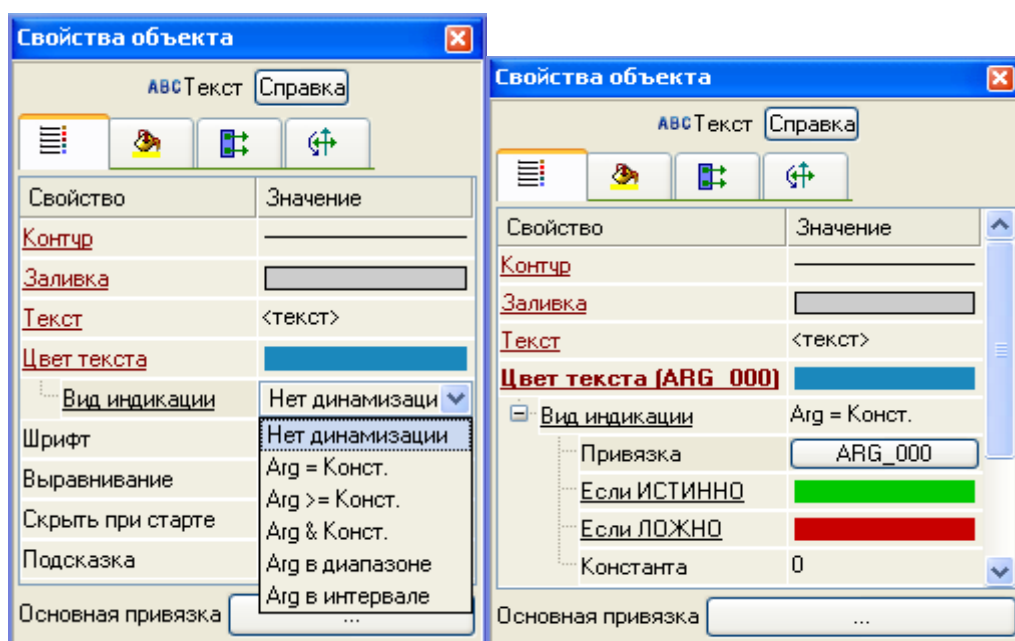 Свойства объекта
ABC Текст Справка
Свойство Значение
Контур
Заливка
Текст <текст>
Цвет текста
Вид индикации Нет динамизаци
Нет динамизации
Arg = Конст.
Arg >= Конст.
Arg & Конст.
Arg в диапазоне
Arg в интервале
Шрифт
Выравнивание
Скрыть при старте
Подсказка
Основная привязка ...
Свойства объекта
ABC Текст Справка
Свойство Значение
Контур
Заливка
Текст <текст>
Цвет текста (ARG_000)
Вид индикации Arg = Конст.
Привязка ARG_000
Если ИСТИННО
Если ЛОЖНО
Константа 0
Основная привязка ...